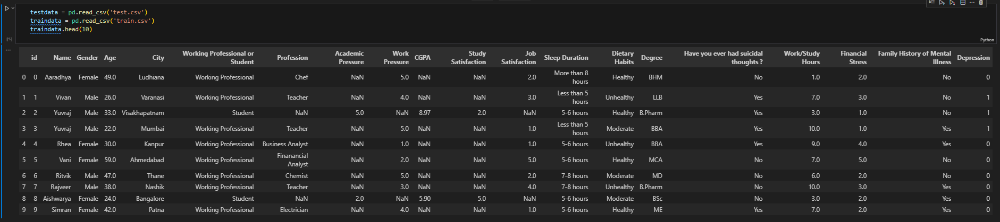 testdata = pd.read_csv('test.csv')
traindata = pd.read_csv('train.csv')
traindata.head(10)
[5]
Python
...
id Name Gender Age City Working Professional or Student Profession Academic Pressure Work Pressure CGPA Study Satisfaction Job Satisfaction Sleep Duration Dietary Habits Degree Have you ever had suicidal thoughts ? Work/Study Hours Financial Stress Family History of Mental Illness Depression
0 0 Aaradhya Female 49.0 Ludhiana Working Professional Chef NaN 5.0 NaN NaN 2.0 More than 8 hours Healthy BHM No 1.0 2.0 No 0
1 1 Vivan Male 26.0 Varanasi Working Professional Teacher NaN 4.0 NaN NaN 3.0 Less than 5 hours Unhealthy LLB Yes 7.0 3.0 No 1
2 2 Yuvraj Male 33.0 Visakhapatnam Student NaN 5.0 NaN 8.97 2.0 NaN 5-6 hours Healthy B.Pharm Yes 3.0 1.0 No 1
3 3 Yuvraj Male 22.0 Mumbai Working Professional Teacher NaN 5.0 NaN NaN 1.0 Less than 5 hours Moderate BBA Yes 10.0 1.0 Yes 1
4 4 Rhea Female 30.0 Kanpur Working Professional Business Analyst NaN 1.0 NaN NaN 1.0 5-6 hours Unhealthy BBA Yes 9.0 4.0 Yes 0
5 5 Vani Female 59.0 Ahmedabad Working Professional Finanancial Analyst NaN 2.0 NaN NaN 5.0 5-6 hours Healthy MCA No 7.0 5.0 No 0
6 6 Ritvik Male 47.0 Thane Working Professional Chemist NaN 5.0 NaN NaN 2.0 7-8 hours Moderate MD No 6.0 2.0 No 0
7 7 Rajveer Male 38.0 Nashik Working Professional Teacher NaN 3.0 NaN NaN 4.0 7-8 hours Unhealthy B.Pharm No 10.0 3.0 Yes 0
8 8 Aishwarya Female 24.0 Bangalore Student NaN 2.0 NaN 5.90 5.0 NaN 5-6 hours Moderate BSc No 3.0 2.0 Yes 0
9 9 Simran Female 42.0 Patna Working Professional Electrician NaN 4.0 NaN NaN 1.0 5-6 hours Healthy ME Yes 7.0 2.0 Yes 0